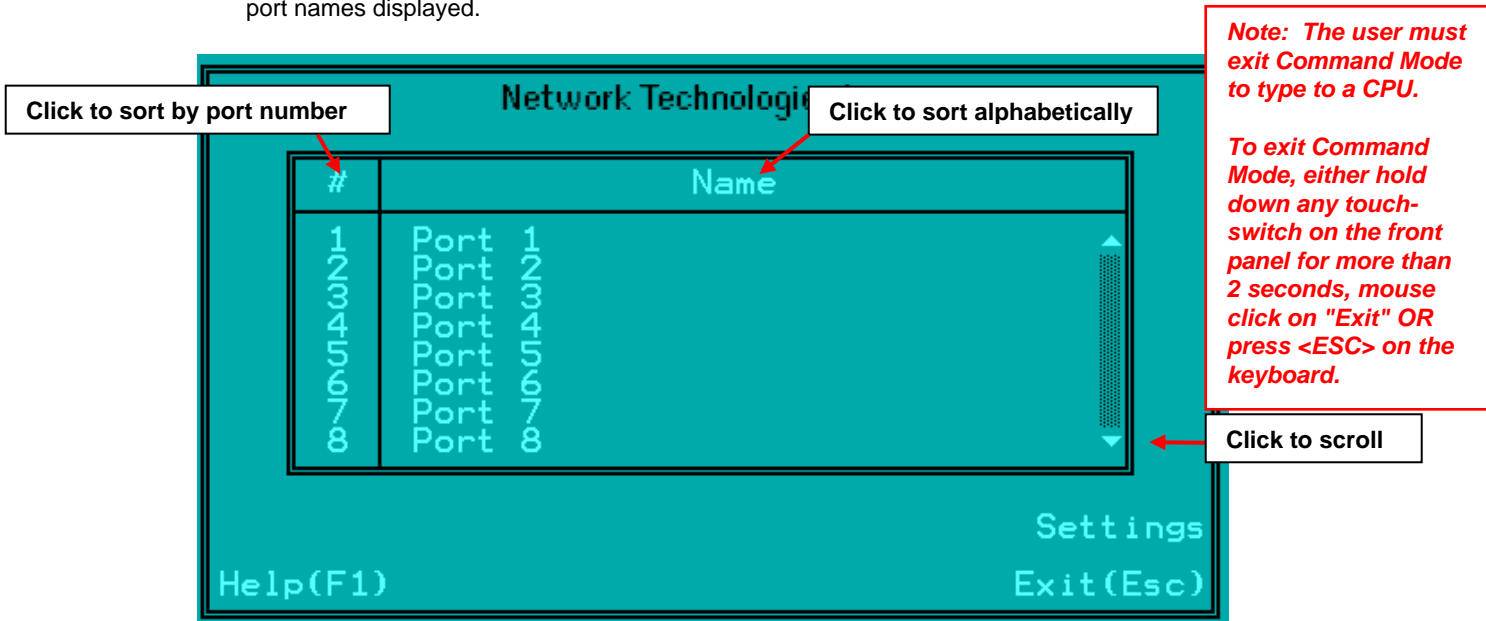 port names displayed.
Note: The user must
exit Command Mode
to type to a CPU.
To exit Command
Mode, either hold
down any touch-
switch on the front
panel for more than
2 seconds, mouse
click on "Exit" OR
press <ESC> on the
keyboard.
Network
Click to sort by port number
Click to sort alphabetically
# Name
1 Port 1
2 Port 2
3 Port 3
4 Port 4
5 Port 5
6 Port 6
7 Port 7
8 Port 8
Click to scroll
Settings
Help(F1) Exit(Esc)